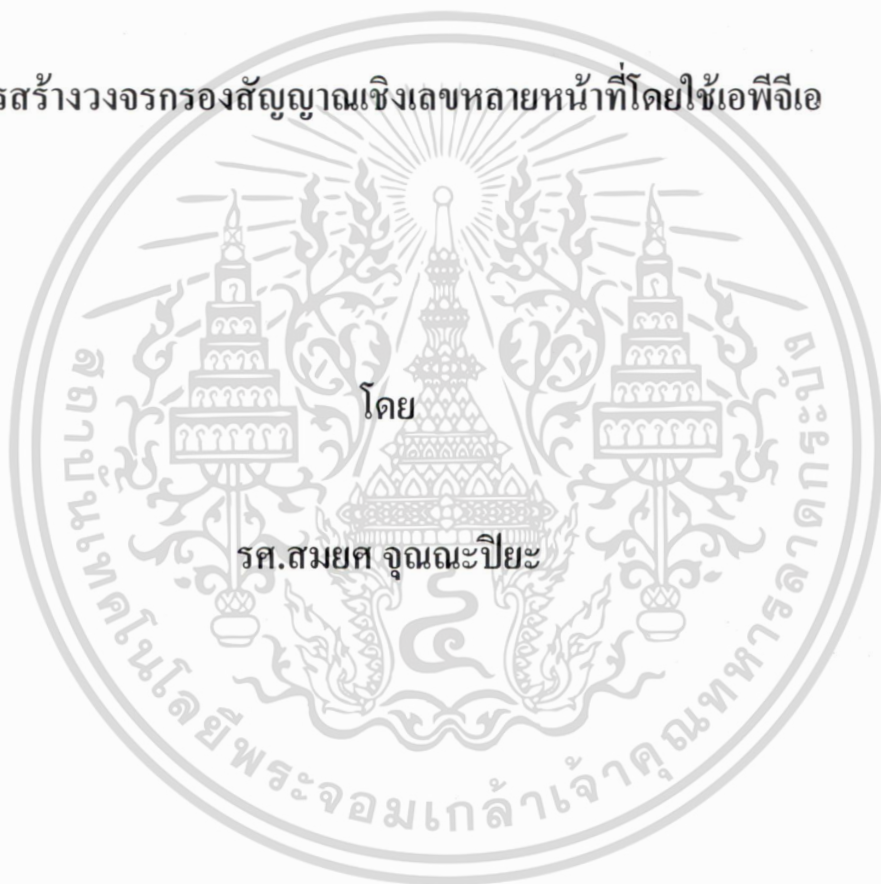 รสร้างวงจรกรองสัญญาณเชิงเลขหลายหน้าที่โดยใช้เอพีจีเอ
โดย
รศ.สมยศ จุณณะปิยะ
สถาบันเทคโนโลยีพระจอมเกล้าเจ้าคุณทหารลาดกระบัง